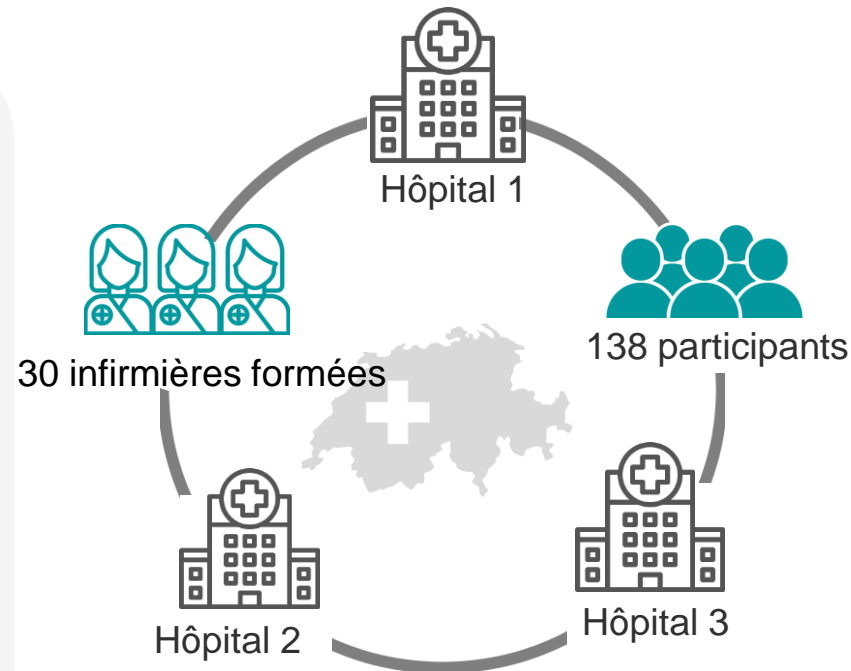 Hôpital 1
138 participants
30 infirmières formées
Hôpital 2
Hôpital 3